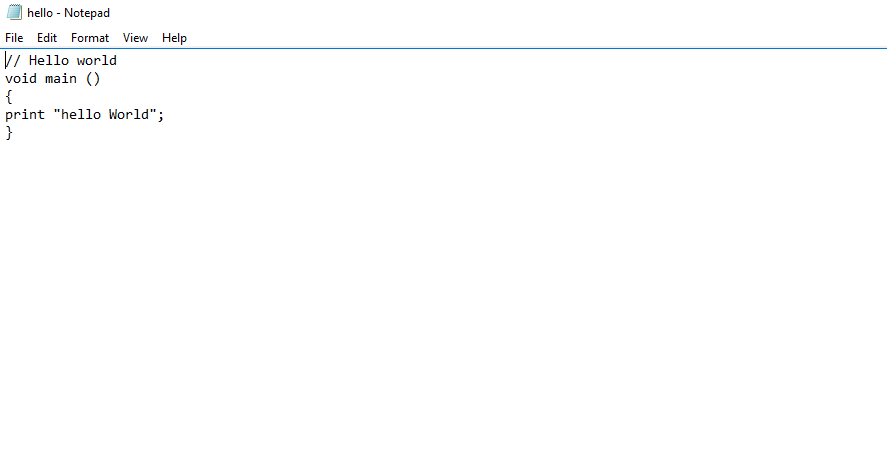 hello - Notepad
File Edit Format View Help
// Hello world
void main ()
{
print "hello World";
}